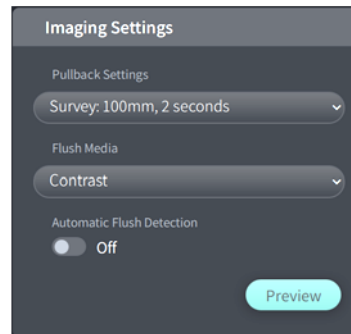 Imaging Settings
Pullback Settings
Survey: 100mm, 2 seconds
Flush Media
Contrast
Automatic Flush Detection
Off
Preview